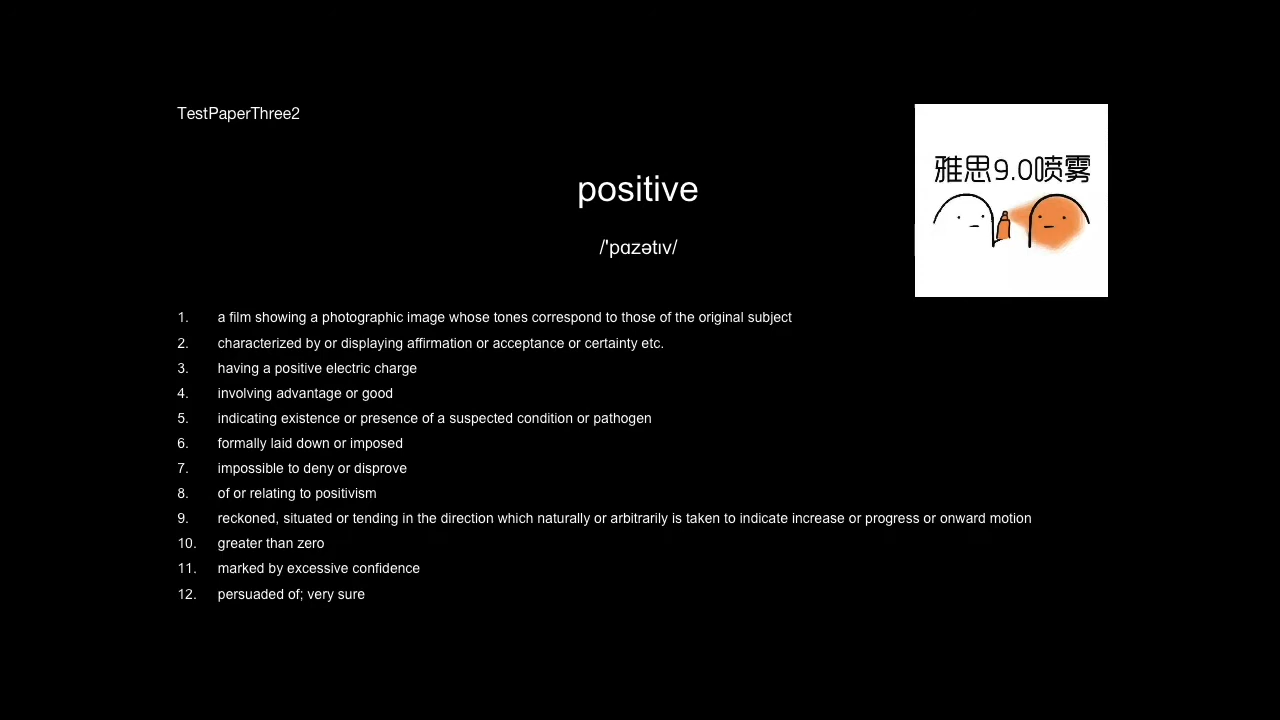 TestPaperThree2
雅思9.0喷雾
positive
/'pɑzətɪv/
1. a film showing a photographic image whose tones correspond to those of the original subject
2. characterized by or displaying affirmation or acceptance or certainty etc.
3. having a positive electric charge
4. involving advantage or good
5. indicating existence or presence of a suspected condition or pathogen
6. formally laid down or imposed
7. impossible to deny or disprove
8. of or relating to positivism
9. reckoned, situated or tending in the direction which naturally or arbitrarily is taken to indicate increase or progress or onward motion
10. greater than zero
11. marked by excessive confidence
12. persuaded of; very sure